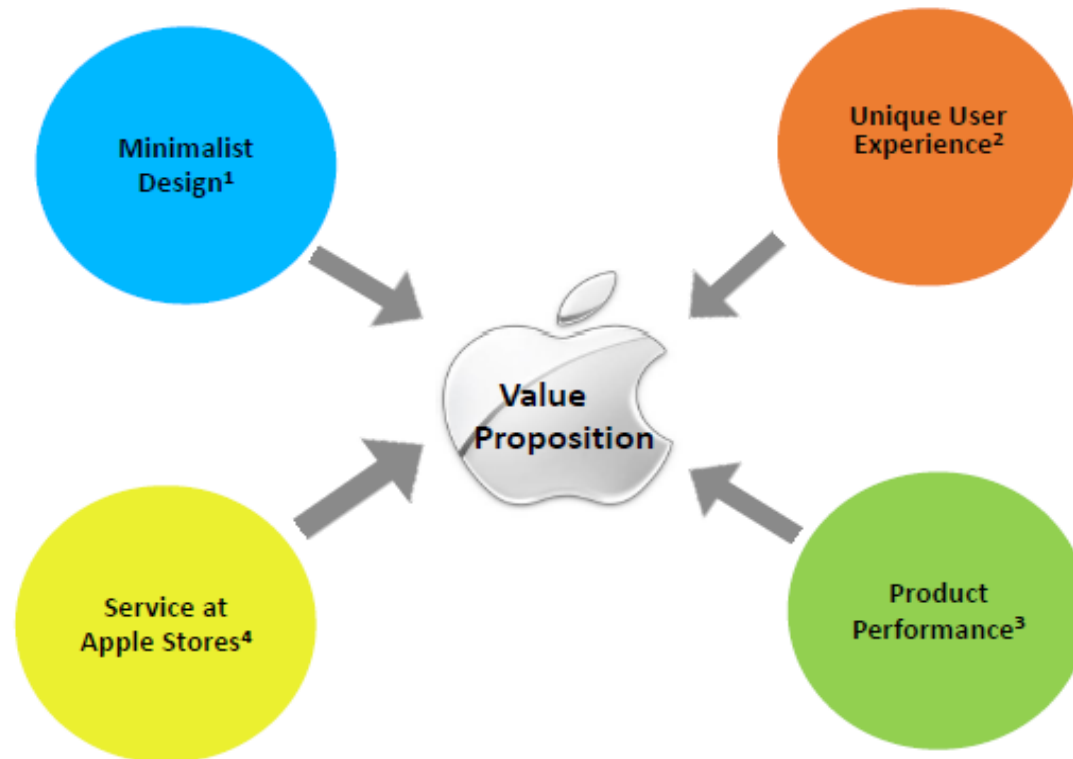 Minimalist
Design¹
Unique User
Experience²
Value
Proposition
Service at
Apple Stores⁴
Product
Performance³